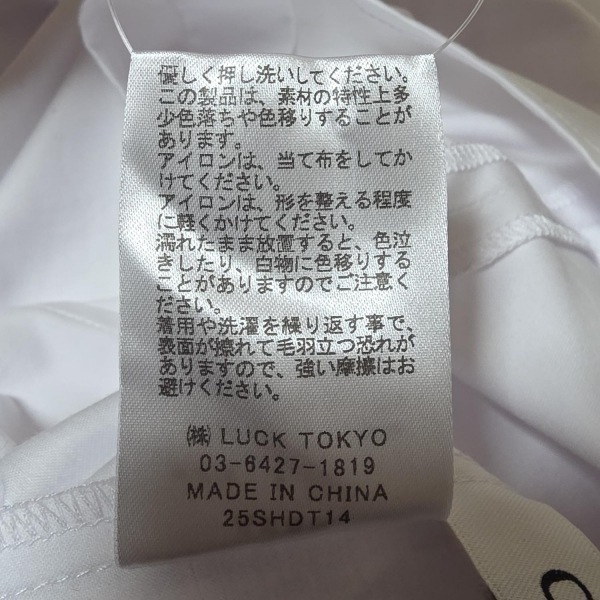 優しく押し洗いしてください。
この製品は、素材の特性上多
少色落ちや色移りすることが
あります。
アイロンは、当て布をしてか
けてください。
アイロンは、形を整える程度
に軽くかけてください。
濡れたまま放置すると、色泣
きしたり、白物に色移りする
ことがありますのでご注意く
ださい。
着用や洗濯を繰り返す事で、
表面が擦れて毛羽立つ恐れが
ありますので、強い摩擦はお
避けください。
㈱ LUCK TOKYO
03-6427-1819
MADE IN CHINA
25SHDT14